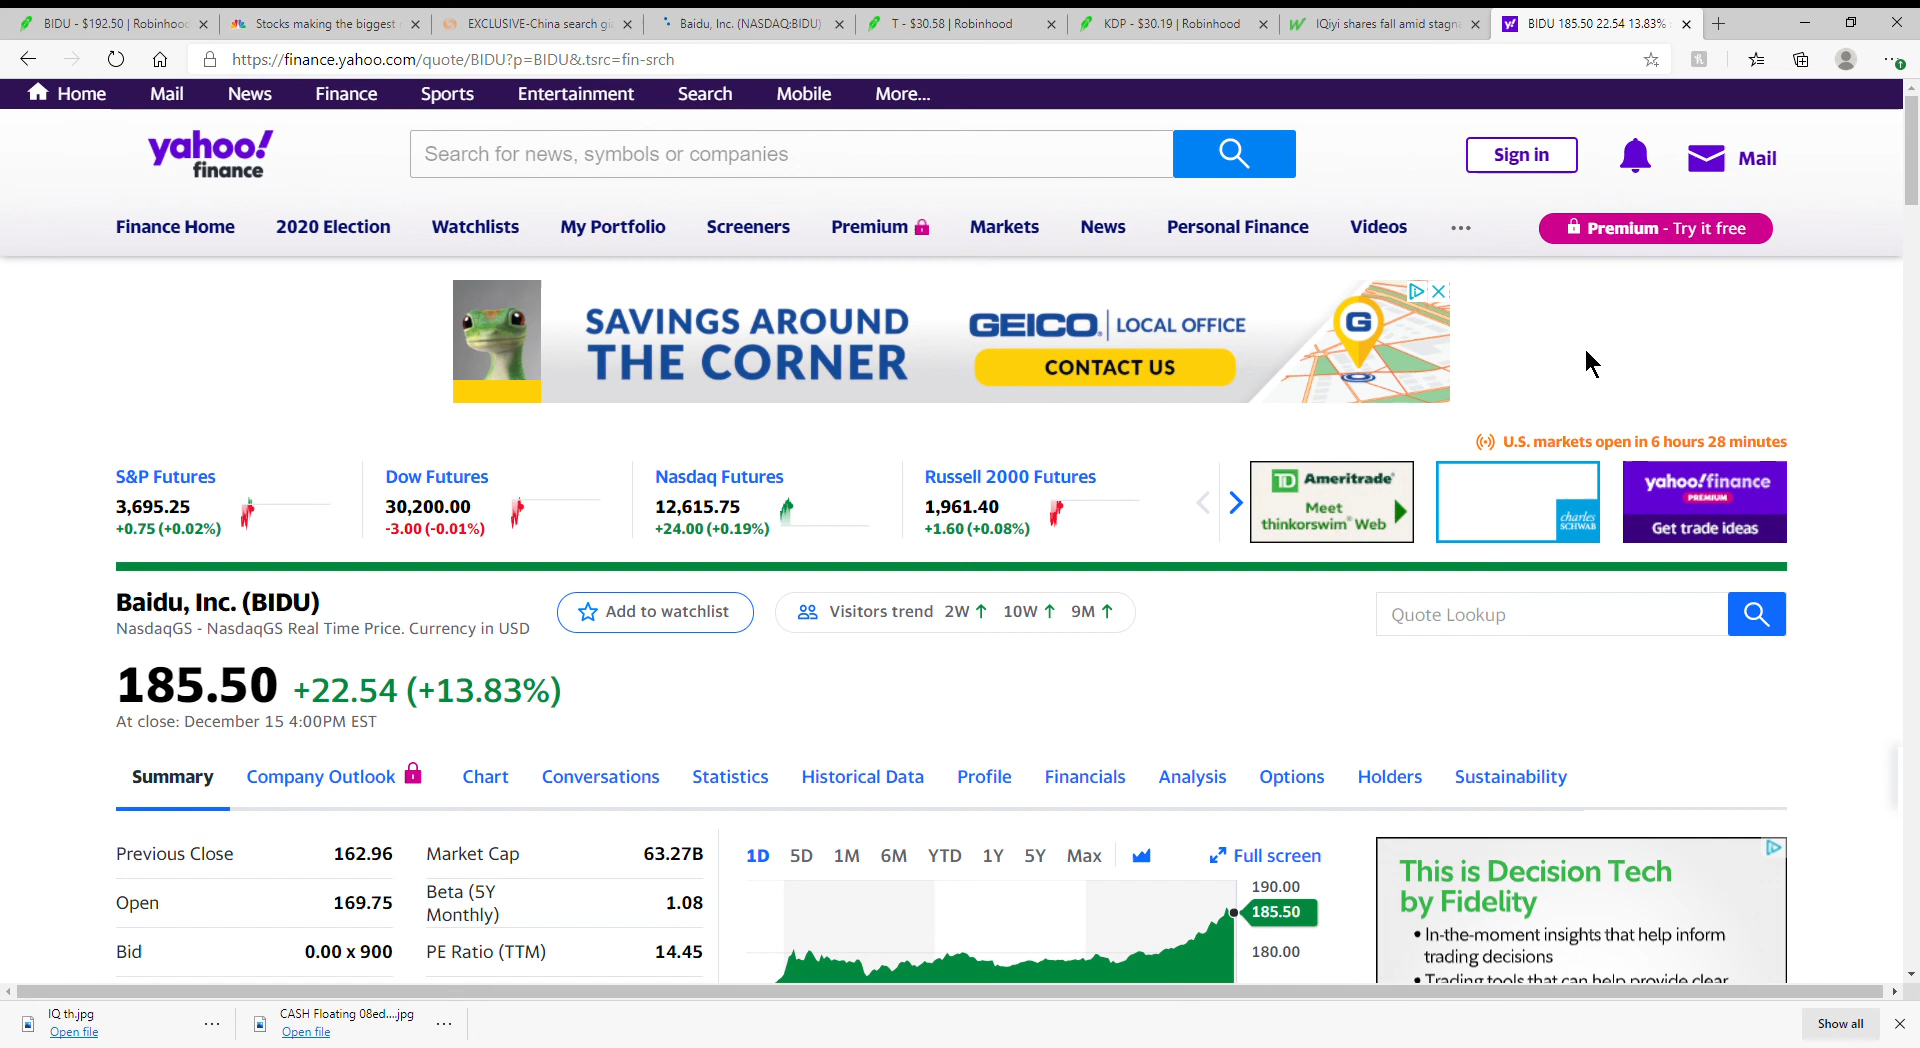 BIDU - $192.50 | Robinhood
Stocks making the biggest
EXCLUSIVE-China search gi
Baidu, Inc. (NASDAQ:BIDU)
T - $30.58 | Robinhood
KDP - $30.19 | Robinhood
IQiyi shares fall amid stagn
BIDU 185.50 22.54 13.83%
https://finance.yahoo.com/quote/BIDU?p=BIDU&.tsrc=fin-srch
Home Mail News Finance Sports Entertainment Search Mobile More...
yahoo!
finance
Search for news, symbols or companies
Sign in
Mail
Finance Home 2020 Election Watchlists My Portfolio Screeners Premium Markets News Personal Finance Videos ...
Premium - Try it free
SAVINGS AROUND
THE CORNER
GEICO. | LOCAL OFFICE
CONTACT US
G
U.S. markets open in 6 hours 28 minutes
S&P Futures
3,695.25
+0.75 (+0.02%)
Dow Futures
30,200.00
-3.00 (-0.01%)
Nasdaq Futures
12,615.75
+24.00 (+0.19%)
Russell 2000 Futures
1,961.40
+1.60 (+0.08%)
TD Ameritrade®
Meet
thinkorswim® Web
charles
SCHWAB
yahoo!finance
PREMIUM
Get trade ideas
Baidu, Inc. (BIDU)
NasdaqGS - NasdaqGS Real Time Price. Currency in USD
Add to watchlist
Visitors trend 2W ↑ 10W ↑ 9M ↑
Quote Lookup
185.50 +22.54 (+13.83%)
At close: December 15 4:00PM EST
Summary Company Outlook Chart Conversations Statistics Historical Data Profile Financials Analysis Options Holders Sustainability
Previous Close 162.96
Open 169.75
Bid 0.00 x 900
Market Cap 63.27B
Beta (5Y
Monthly) 1.08
PE Ratio (TTM) 14.45
1D 5D 1M 6M YTD 1Y 5Y Max
Full screen
190.00
185.50
180.00
This is Decision Tech
by Fidelity
• In-the-moment insights that help inform
trading decisions
• Trading tools that can help provide clear
IQ th.jpg
Open file
CASH Floating 08ed....jpg
Open file
Show all